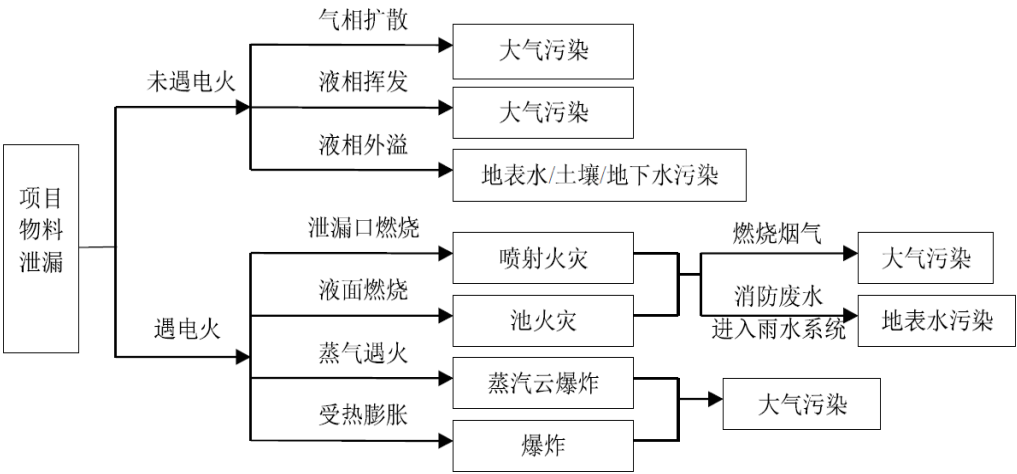 项目
物料
泄漏
未遇电火
气相扩散
大气污染
液相挥发
大气污染
液相外溢
地表水/土壤/地下水污染
遇电火
泄漏口燃烧
喷射火灾
液面燃烧
池火灾
燃烧烟气
大气污染
消防废水
进入雨水系统
地表水污染
蒸气遇火
蒸汽云爆炸
受热膨胀
爆炸
大气污染